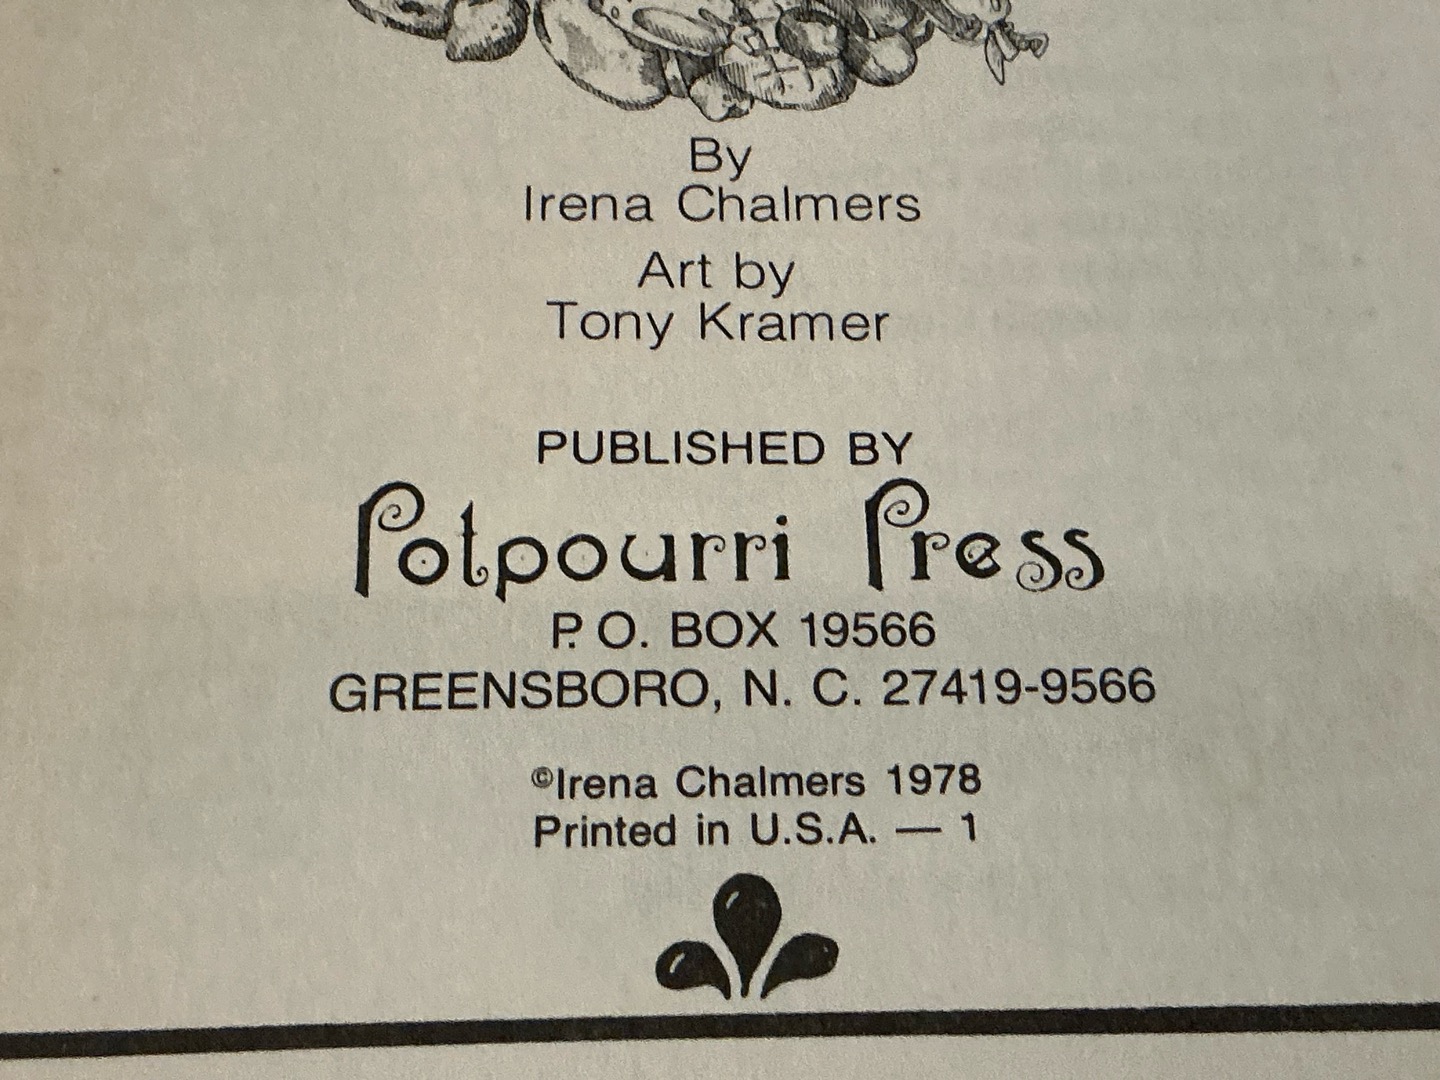 By
Irena Chalmers
Art by
Tony Kramer
PUBLISHED BY
Potpourri Press
P. O. BOX 19566
GREENSBORO, N. C. 27419-9566
©Irena Chalmers 1978
Printed in U.S.A. — 1